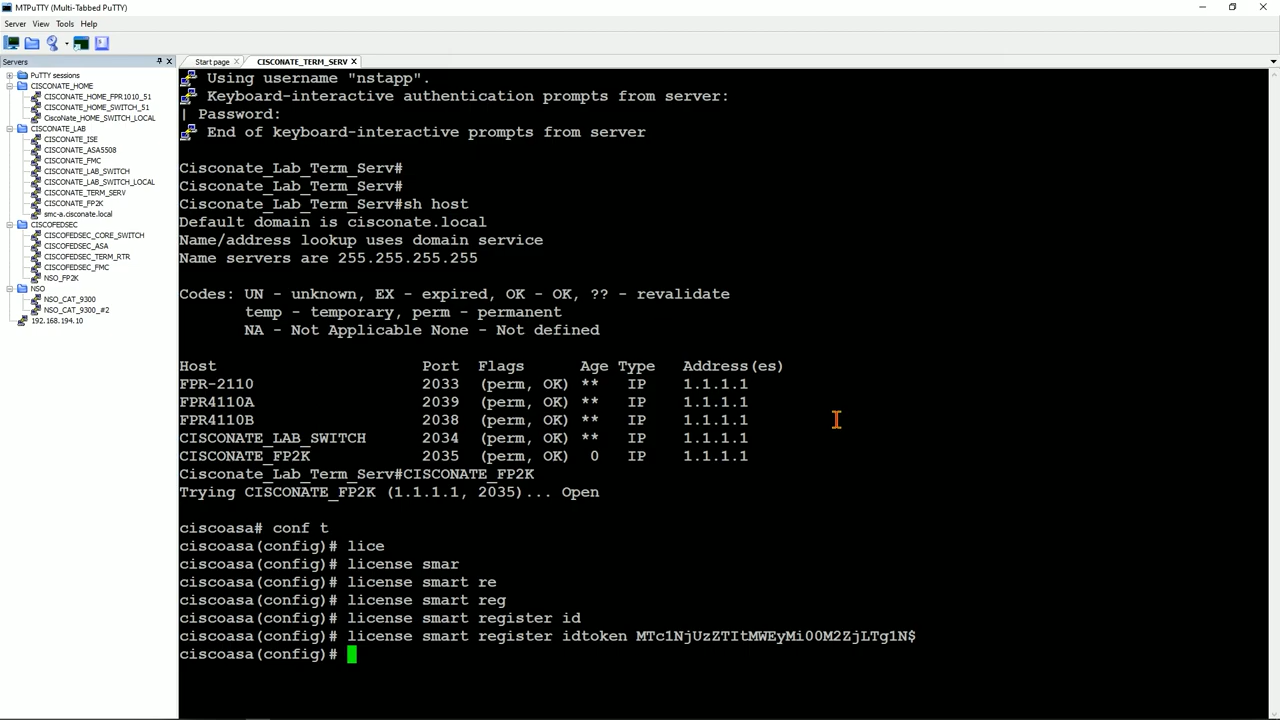 MTPuTTY (Multi-Tabbed PuTTY)
Server View Tools Help
Servers
PuTTY sessions
CISCONATE_HOME
CISCONATE_HOME_FPR1010_51
CISCONATE_HOME_SWITCH_51
CiscoNate_HOME_SWITCH_LOCAL
CISCONATE_LAB
CISCONATE_ISE
CISCONATE_ASA5508
CISCONATE_FMC
CISCONATE_LAB_SWITCH
CISCONATE_LAB_SWITCH_LOCAL
CISCONATE_TERM_SERV
CISCONATE_FP2K
smc-a.cisconate.local
CISCOFEDSEC
CISCOFEDSEC_CORE_SWITCH
CISCOFEDSEC_ASA
CISCOFEDSEC_TERM_RTR
CISCOFEDSEC_FMC
NSO_FP2K
NSO
NSO_CAT_9300
NSO_CAT_9300_#2
192.168.194.10
Start page CISCONATE_TERM_SERV
Using username "nstapp".
Keyboard-interactive authentication prompts from server:
| Password:
End of keyboard-interactive prompts from server
Cisconate_Lab_Term_Serv#
Cisconate_Lab_Term_Serv#
Cisconate_Lab_Term_Serv#sh host
Default domain is cisconate.local
Name/address lookup uses domain service
Name servers are 255.255.255.255
Codes: UN - unknown, EX - expired, OK - OK, ?? - revalidate
temp - temporary, perm - permanent
NA - Not Applicable None - Not defined
Host Port Flags Age Type Address(es)
FPR-2110 2033 (perm, OK) ** IP 1.1.1.1
FPR4110A 2039 (perm, OK) ** IP 1.1.1.1
FPR4110B 2038 (perm, OK) ** IP 1.1.1.1
CISCONATE_LAB_SWITCH 2034 (perm, OK) ** IP 1.1.1.1
CISCONATE_FP2K 2035 (perm, OK) 0 IP 1.1.1.1
Cisconate_Lab_Term_Serv#CISCONATE_FP2K
Trying CISCONATE_FP2K (1.1.1.1, 2035)... Open
ciscoasa# conf t
ciscoasa(config)# lice
ciscoasa(config)# license smar
ciscoasa(config)# license smart re
ciscoasa(config)# license smart reg
ciscoasa(config)# license smart register id
ciscoasa(config)# license smart register idtoken MTc1NjUzZTItMWEyMi00M2ZjLTg1N$
ciscoasa(config)#